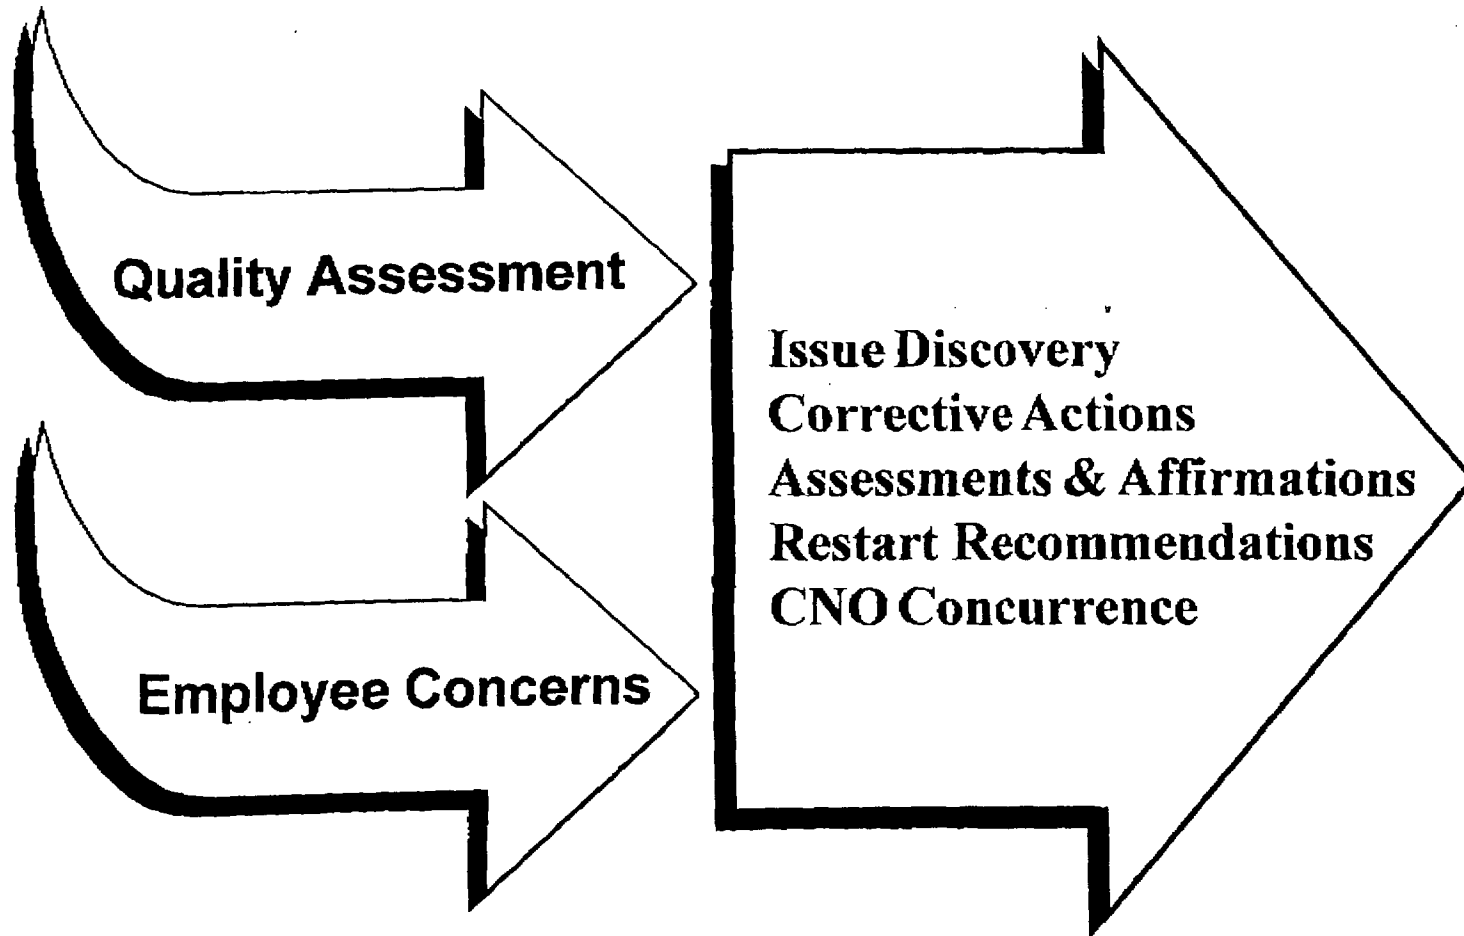 Quality Assessment
Employee Concerns
Issue Discovery
Corrective Actions
Assessments & Affirmations
Restart Recommendations
CNO Concurrence